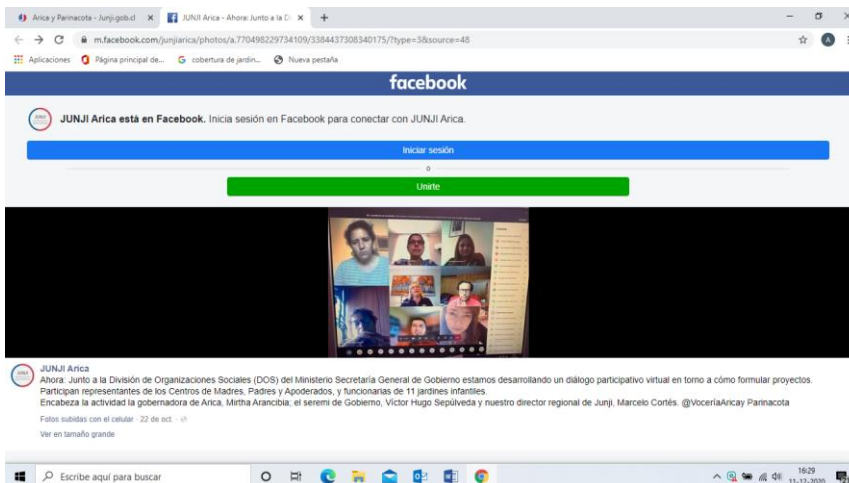 Arica y Parinacota - Junji.gob.cl
JUNJI Arica - Ahora: Junto a la Di
m.facebook.com/junjiarica/photos/a.770498229734109/3384437308340175/?type=3&source=48
Aplicaciones
Página principal de...
cobertura de jardin...
Nueva pestaña
facebook
JUNJI Arica está en Facebook. Inicia sesión en Facebook para conectar con JUNJI Arica.
Iniciar sesión
o
Unirte
JUNJI Arica
Ahora: Junto a la División de Organizaciones Sociales (DOS) del Ministerio Secretaría General de Gobierno estamos desarrollando un diálogo participativo virtual en torno a cómo formular proyectos.
Participan representantes de los Centros de Madres, Padres y Apoderados, y funcionarias de 11 jardines infantiles.
Encabeza la actividad la gobernadora de Arica, Mirtha Arancibia; el seremi de Gobierno, Víctor Hugo Sepúlveda y nuestro director regional de Junji, Marcelo Cortés. @VoceríaAricay Parinacota
Fotos subidas con el celular · 22 de oct. ·
Ver en tamaño grande
Escribe aquí para buscar
16:29
11-12-2020